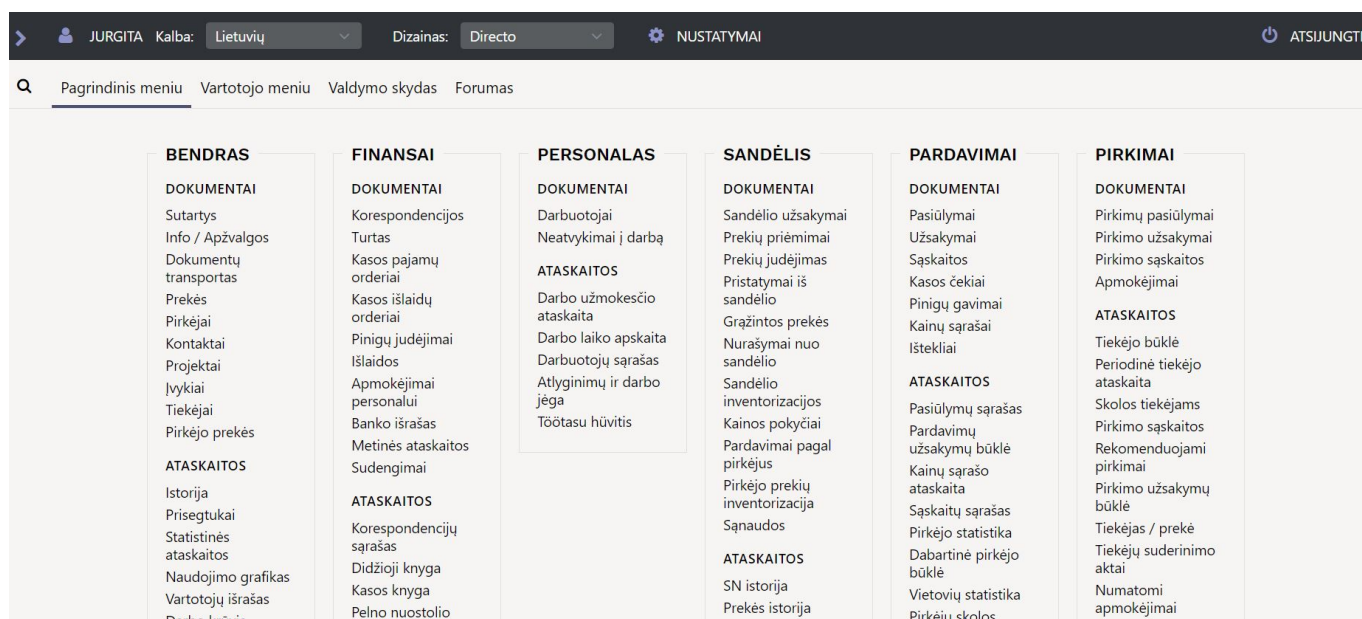 JURGITA Kalba: Lietuvių Dizainas: Directo NUSTATYMAI ATSIJUNGTI
Pagrindinis meniu Vartotojo meniu Valdymo skydas Forumas
BENDRAS
DOKUMENTAI
Sutartys
Info / Apžvalgos
Dokumentų
transportas
Prekės
Pirkėjai
Kontaktai
Projektai
Įvykiai
Tiekėjai
Pirkėjo prekės
ATASKAITOS
Istorija
Prisegtukai
Statistinės
ataskaitos
Naudojimo grafikas
Vartotojų išrašas
FINANSAI
DOKUMENTAI
Korespondencijos
Turtas
Kasos pajamų
orderiai
Kasos išlaidų
orderiai
Pinigų judėjimai
Išlaidos
Apmokėjimai
personalui
Banko išrašas
Metinės ataskaitos
Sudengimai
ATASKAITOS
Korespondencijų
sąrašas
Didžioji knyga
Kasos knyga
Pelno nuostolio
PERSONALAS
DOKUMENTAI
Darbuotojai
Neatvykimai į darbą
ATASKAITOS
Darbo užmokesčio
ataskaita
Darbo laiko apskaita
Darbuotojų sąrašas
Atlyginimų ir darbo
jėga
Töötasu hüvitis
SANDĖLIS
DOKUMENTAI
Sandėlio užsakymai
Prekių priėmimai
Prekių judėjimas
Pristatymai iš
sandėlio
Grąžintos prekės
Nurašymai nuo
sandėlio
Sandėlio
inventorizacijos
Kainos pokyčiai
Pardavimai pagal
pirkėjus
Pirkėjo prekių
inventorizacija
Sąnaudos
ATASKAITOS
SN istorija
Prekės istorija
PARDAVIMAI
DOKUMENTAI
Pasiūlymai
Užsakymai
Sąskaitos
Kasos čekiai
Pinigų gavimai
Kainų sąrašai
Ištekliai
ATASKAITOS
Pasiūlymų sąrašas
Pardavimų
užsakymų būklė
Kainų sąrašo
ataskaita
Sąskaitų sąrašas
Pirkėjo statistika
Dabartinė pirkėjo
būklė
Vietovių statistika
Pirkėjų skolos
PIRKIMAI
DOKUMENTAI
Pirkimų pasiūlymai
Pirkimo užsakymai
Pirkimo sąskaitos
Apmokėjimai
ATASKAITOS
Tiekėjo būklė
Periodinė tiekėjo
ataskaita
Skolos tiekėjams
Pirkimo sąskaitos
Rekomenduojami
pirkimai
Pirkimo užsakymų
būklė
Tiekėjas / prekė
Tiekėjų suderinimo
aktai
Numatomi
apmokėjimai